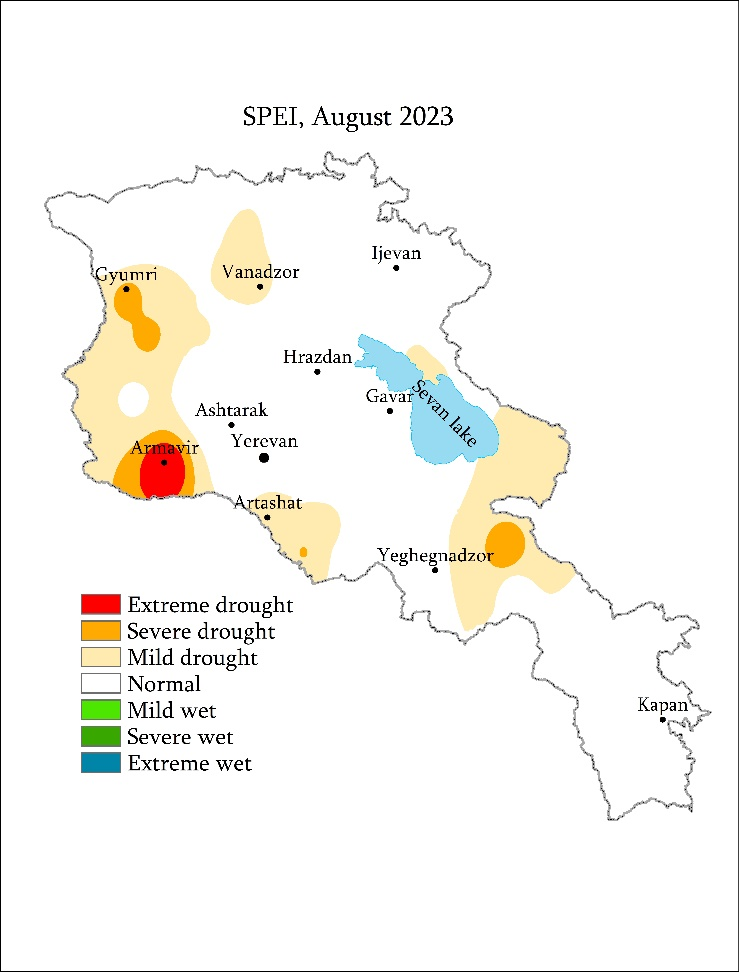 SPEI, August 2023
Ijevan
Gyumri
Vanadzor
Hrazdan
Gavar
Sevan lake
Ashtarak
Yerevan
Armavir
Artashat
Yeghegnadzor
Extreme drought
Severe drought
Mild drought
Normal
Mild wet
Severe wet
Extreme wet
Kapan